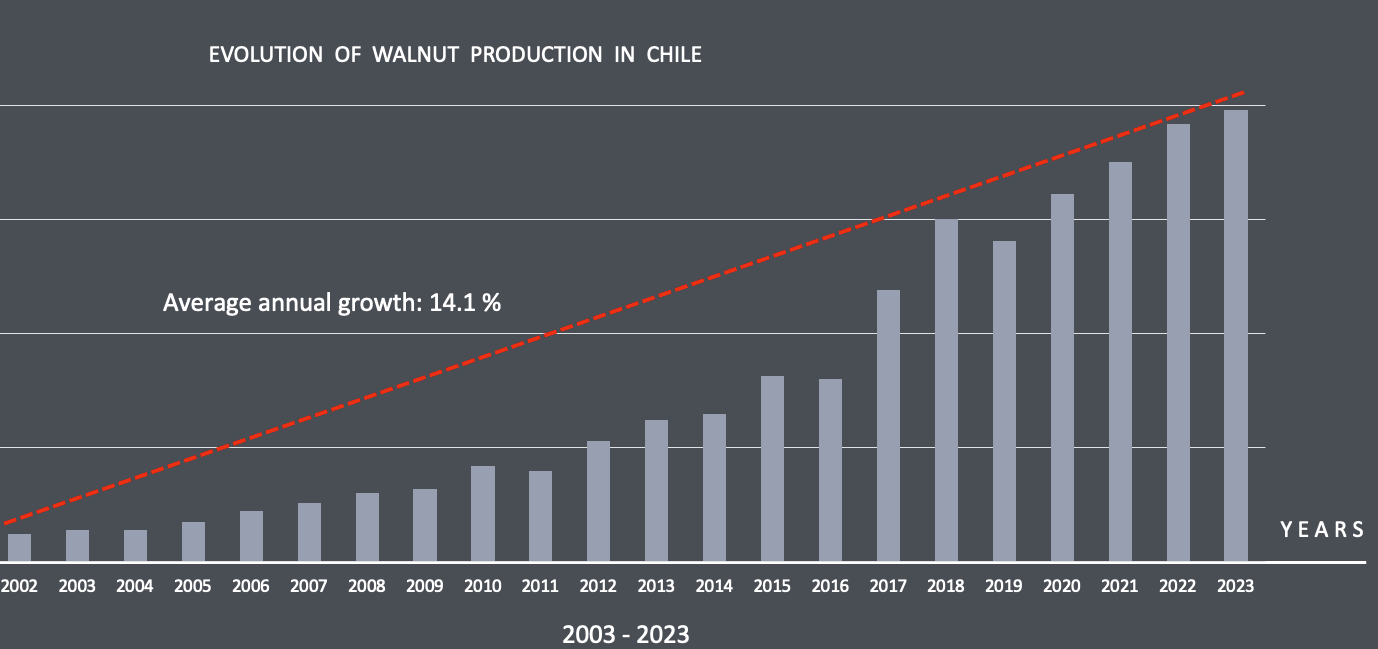 EVOLUTION OF WALNUT PRODUCTION IN CHILE
Average annual growth: 14.1 %
YEARS
2002 2003 2004 2005 2006 2007 2008 2009 2010 2011 2012 2013 2014 2015 2016 2017 2018 2019 2020 2021 2022 2023
2003 - 2023